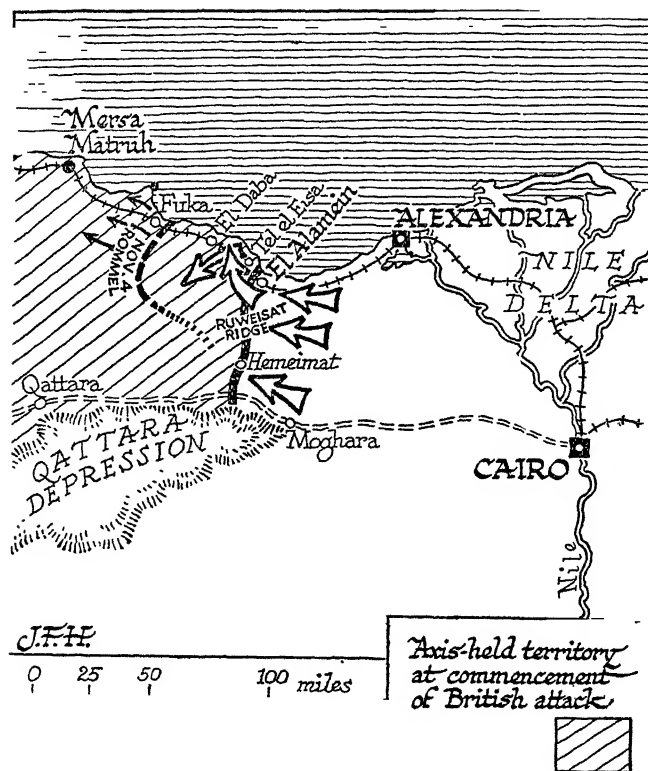 Mersa
Matruh
Fuka
El Daba
Tel el Eisa
El Alamein
ALEXANDRIA
NILE
DELTA
NOV. 4
ROMMEL
RUWEISAT
RIDGE
Hemeimat
Qattara
Moghara
QATTARA
DEPRESSION
CAIRO
Nile
J.F.H.
0 25 50 100 miles
Axis-held territory
at commencement
of British attack